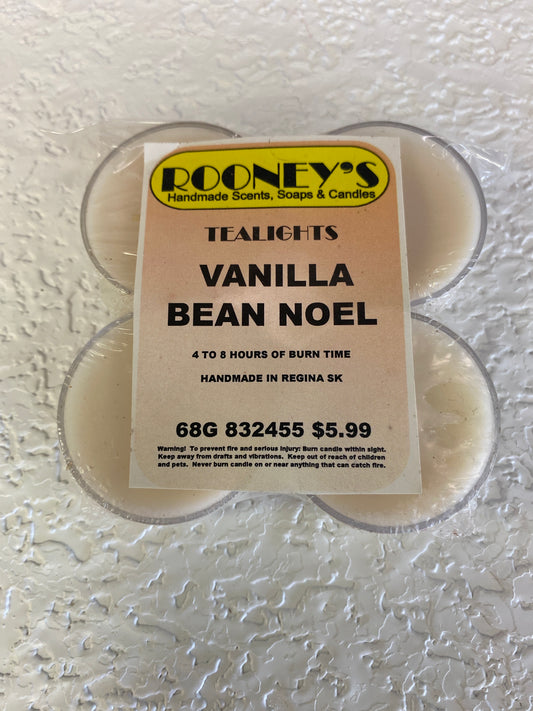 ROONEY'S
Handmade Scents, Soaps & Candles
TEALIGHTS
VANILLA
BEAN NOEL
4 TO 8 HOURS OF BURN TIME
HANDMADE IN REGINA SK
68G 832455 $5.99
Warning! To prevent fire and serious injury: Burn candle within sight.
Keep away from drafts and vibrations. Keep out of reach of children
and pets. Never burn candle on or near anything that can catch fire.